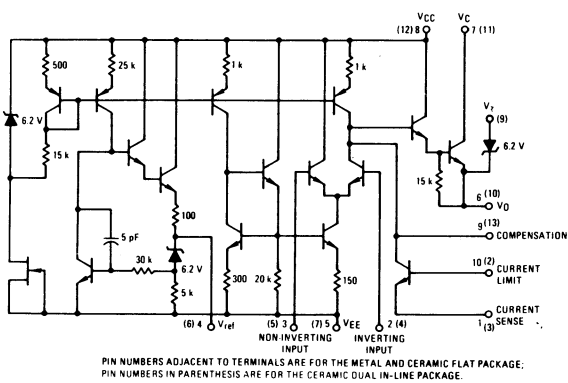 VCC
(12) 8
VC
7 (11)
500
25 k
1 k
1 k
Vz
(9)
6.2 V
6.2 V
15 k
15 k
6 (10)
VO
100
9 (13)
COMPENSATION
5 pF
30 k
6.2 V
10 (2)
CURRENT
LIMIT
5 k
300
20 k
150
CURRENT
SENSE
1 (3)
(6) 4 Vref
(5) 3
NON-INVERTING
INPUT
(7) 5 VEE
2 (4)
INVERTING
INPUT
PIN NUMBERS ADJACENT TO TERMINALS ARE FOR THE METAL AND CERAMIC FLAT PACKAGE;
PIN NUMBERS IN PARENTHESIS ARE FOR THE CERAMIC DUAL IN-LINE PACKAGE.